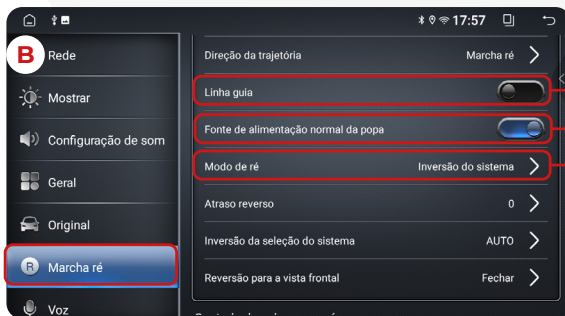 17:57
B
Rede
Mostrar
Configuração de som
Geral
Original
R Marcha ré
Voz
Direção da trajetória Marcha ré
Linha guia
Fonte de alimentação normal da popa
Modo de ré Inversão do sistema
Atraso reverso 0
Inversão da seleção do sistema AUTO
Reversão para a vista frontal Fechar